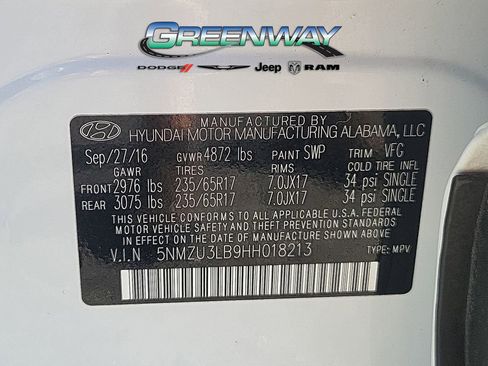 GREENWAY
DODGE Jeep RAM
MANUFACTURED BY
HYUNDAI MOTOR MANUFACTURING ALABAMA, LLC
Sep/27/16 GVWR 4872 lbs PAINT SWP TRIM VFG
GAWR TIRES RIMS COLD TIRE INFL
FRONT 2976 lbs 235/65R17 7.0JX17 34 psi SINGLE
REAR 3075 lbs 235/65R17 7.0JX17 34 psi SINGLE
THIS VEHICLE CONFORMS TO ALL APPLICABLE FEDERAL
MOTOR VEHICLE SAFETY, BUMPER, AND THEFT PREVENTION
STANDARDS IN EFFECT ON THE DATE OF MANUFACTURE
SHOWN ABOVE.
V.I.N 5NMZU3LB9HH018213 TYPE: MPV